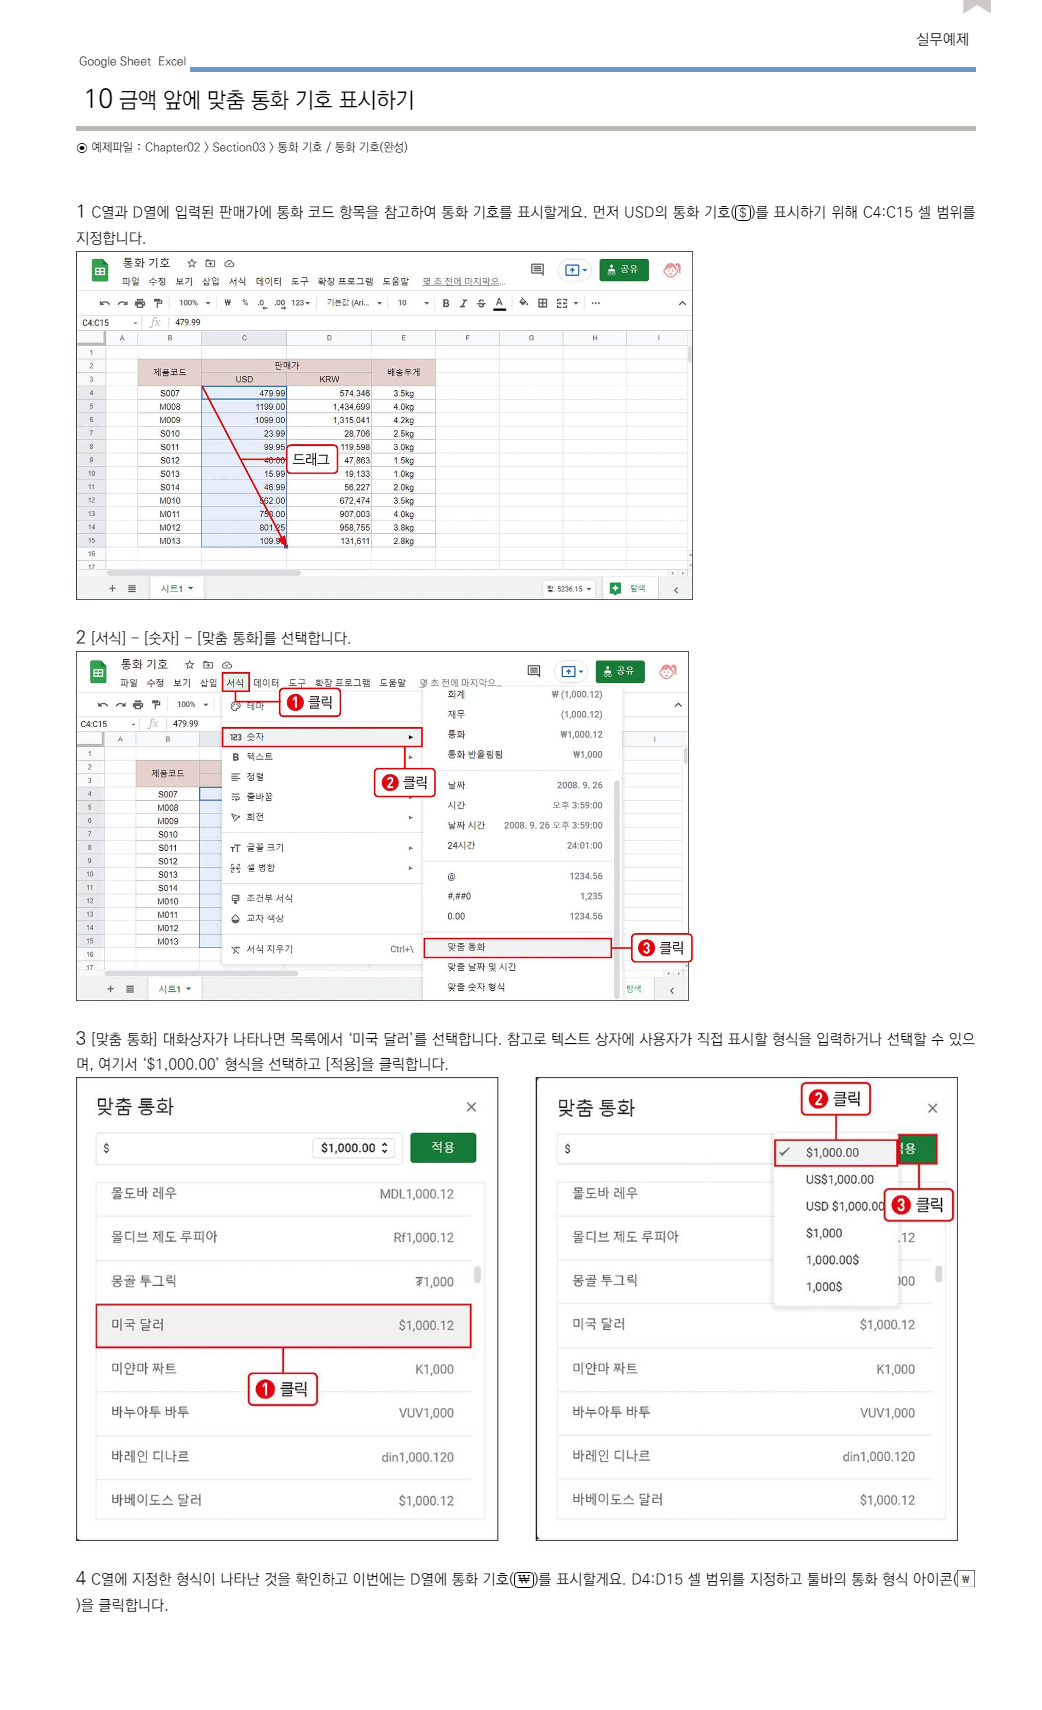 실무예제
Google Sheet Excel
10 금액 앞에 맞춤 통화 기호 표시하기
예제파일 : Chapter02 > Section03 > 통화 기호 / 통화 기호(완성)
1 C열과 D열에 입력된 판매가에 통화 코드 항목을 참고하여 통화 기호를 표시할게요. 먼저 USD의 통화 기호($)를 표시하기 위해 C4:C15 셀 범위를
지정합니다.
통화 기호
파일 수정 보기 삽입 서식 데이터 도구 확장 프로그램 도움말 몇 초 전에 마지막으...
공유
100% ₩ % .0 .00 123 기본값 (Ari... 10 B I S A ...
C4:C15 fx 479.99
A B C D E F G H I
1
2 제품코드 판매가 배송무게
3 USD KRW
4 S007 479.99 574,346 3.5kg
5 M008 1199.00 1,434,699 4.0kg
6 M009 1099.00 1,315,041 4.2kg
7 S010 23.99 28,706 2.5kg
8 S011 99.95 119,598 3.0kg
9 S012 40.00 드래그 47,863 1.5kg
10 S013 15.99 19,133 1.0kg
11 S014 46.99 56,227 2.0kg
12 M010 562.00 672,474 3.5kg
13 M011 758.00 907,003 4.0kg
14 M012 801.25 958,755 3.8kg
15 M013 109.99 131,611 2.8kg
16
17
+ 시트1 합: 5236.15 탐색
2 [서식] - [숫자] - [맞춤 통화]를 선택합니다.
통화 기호
파일 수정 보기 삽입 서식 데이터 도구 확장 프로그램 도움말 몇 초 전에 마지막으...
공유
100%
C4:C15 fx 479.99
A B I
1
2 제품코드
3
4 S007
5 M008
6 M009
7 S010
8 S011
9 S012
10 S013
11 S014
12 M010
13 M011
14 M012
15 M013
16
17
테마
1 클릭
123 숫자
2 클릭
B 텍스트
정렬
줄바꿈
회전
글꼴 크기
셀 병합
조건부 서식
교차 색상
서식 지우기 Ctrl+\
회계 ₩ (1,000.12)
재무 (1,000.12)
통화 ₩1,000.12
통화 반올림됨 ₩1,000
날짜 2008. 9. 26
시간 오후 3:59:00
날짜 시간 2008. 9. 26 오후 3:59:00
24시간 24:01:00
@ 1234.56
#,##0 1,235
0.00 1234.56
맞춤 통화
3 클릭
맞춤 날짜 및 시간
맞춤 숫자 형식
+ 시트1 탐색
3 [맞춤 통화] 대화상자가 나타나면 목록에서 ‘미국 달러’를 선택합니다. 참고로 텍스트 상자에 사용자가 직접 표시할 형식을 입력하거나 선택할 수 있으
며, 여기서 ‘$1,000.00’ 형식을 선택하고 [적용]을 클릭합니다.
맞춤 통화
$ $1,000.00 적용
몰도바 레우 MDL1,000.12
몰디브 제도 루피아 Rf1,000.12
몽골 투그릭 ₮1,000
미국 달러 $1,000.12
1 클릭
미얀마 짜트 K1,000
바누아투 바투 VUV1,000
바레인 디나르 din1,000.120
바베이도스 달러 $1,000.12
맞춤 통화
2 클릭
$ 용
$1,000.00
US$1,000.00
USD $1,000.00
3 클릭
$1,000
1,000.00$
1,000$
몰도바 레우
몰디브 제도 루피아 .12
몽골 투그릭 000
미국 달러 $1,000.12
미얀마 짜트 K1,000
바누아투 바투 VUV1,000
바레인 디나르 din1,000.120
바베이도스 달러 $1,000.12
4 C열에 지정한 형식이 나타난 것을 확인하고 이번에는 D열에 통화 기호(₩)를 표시할게요. D4:D15 셀 범위를 지정하고 툴바의 통화 형식 아이콘(₩
)을 클릭합니다.